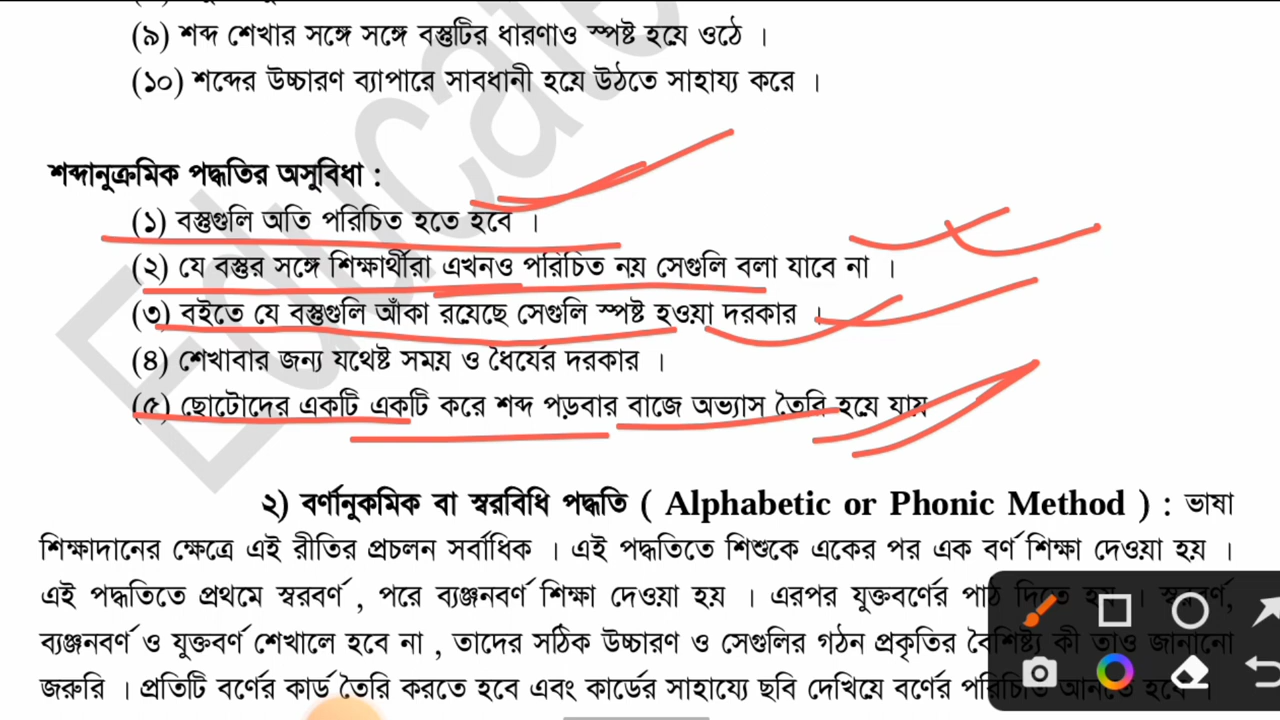 (৯) শব্দ শেখার সঙ্গে সঙ্গে বস্তুটির ধারণাও স্পষ্ট হয়ে ওঠে ।
(১০) শব্দের উচ্চারণ ব্যাপারে সাবধানী হয়ে উঠতে সাহায্য করে ।
শব্দানুক্রমিক পদ্ধতির অসুবিধা :
(১) বস্তুগুলি অতি পরিচিত হতে হবে ।
(২) যে বস্তুর সঙ্গে শিক্ষার্থীরা এখনও পরিচিত নয় সেগুলি বলা যাবে না ।
(৩) বইতে যে বস্তুগুলি আঁকা রয়েছে সেগুলি স্পষ্ট হওয়া দরকার ।
(৪) শেখাবার জন্য যথেষ্ট সময় ও ধৈর্যের দরকার ।
(৫) ছোটোদের একটি একটি করে শব্দ পড়বার বাজে অভ্যাস তৈরি হয়ে যায়
২) বর্ণানুকমিক বা স্বরবিধি পদ্ধতি ( Alphabetic or Phonic Method ) : ভাষা
শিক্ষাদানের ক্ষেত্রে এই রীতির প্রচলন সর্বাধিক । এই পদ্ধতিতে শিশুকে একের পর এক বর্ণ শিক্ষা দেওয়া হয় ।
এই পদ্ধতিতে প্রথমে স্বরবর্ণ , পরে ব্যঞ্জনবর্ণ শিক্ষা দেওয়া হয় । এরপর যুক্তবর্ণের পাঠ দিতে হয় । স্বরবর্ণ,
ব্যঞ্জনবর্ণ ও যুক্তবর্ণ শেখালে হবে না , তাদের সঠিক উচ্চারণ ও সেগুলির গঠন প্রকৃতির বৈশিষ্ট্য কী তাও জানানো
জরুরি । প্রতিটি বর্ণের কার্ড তৈরি করতে হবে এবং কার্ডের সাহায্যে ছবি দেখিয়ে বর্ণের পরিচিতি আনতে হবে ।